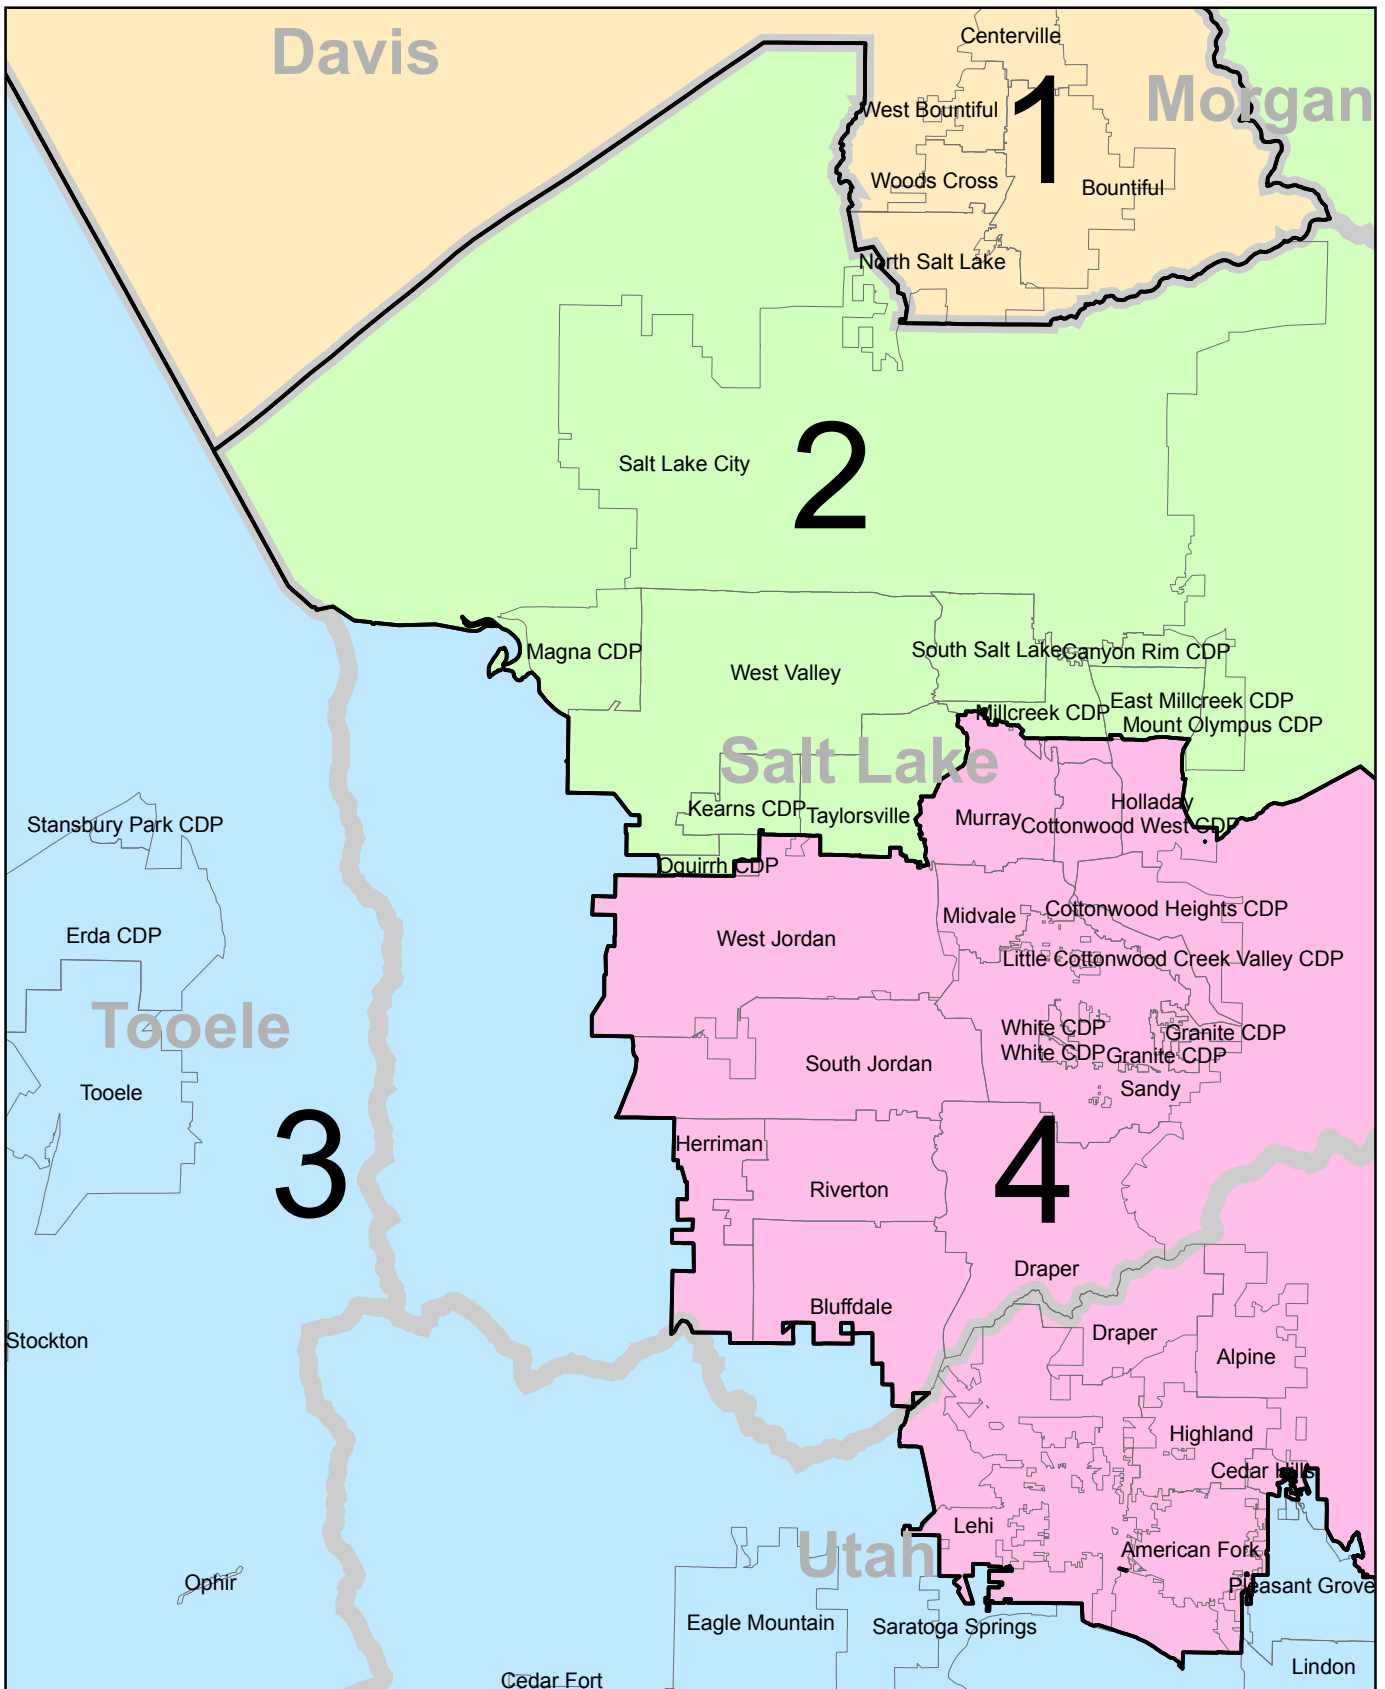 Davis
Centerville
1
Morgan
West Bountiful
Woods Cross
Bountiful
North Salt Lake
2
Salt Lake City
Magna CDP
West Valley
South Salt Lake
Canyon Rim CDP
East Millcreek CDP
Millcreek CDP
Mount Olympus CDP
Salt Lake
Kearns CDP
Taylorsville
Murray
Holladay
Cottonwood West CDP
Stansbury Park CDP
Oquirrh CDP
Midvale
Cottonwood Heights CDP
Erda CDP
West Jordan
Little Cottonwood Creek Valley CDP
Tooele
White CDP
Granite CDP
White CDP
Granite CDP
South Jordan
Sandy
Tooele
3
Herriman
4
Riverton
Draper
Bluffdale
Draper
Stockton
Alpine
Highland
Cedar Hills
Lehi
Utah
American Fork
Ophir
Pleasant Grove
Eagle Mountain
Saratoga Springs
Lindon
Cedar Fort